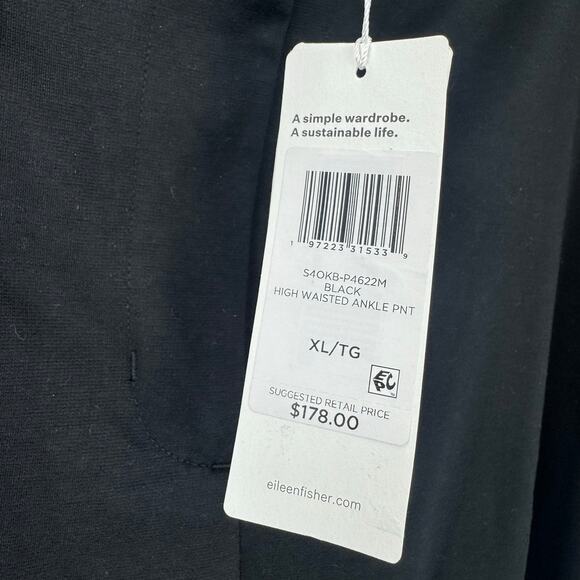 A simple wardrobe.
A sustainable life.
1 97223 31533 9
S4OKB-P4622M
BLACK
HIGH WAISTED ANKLE PNT
XL/TG
EPC
SUGGESTED RETAIL PRICE
$178.00
eileenfisher.com